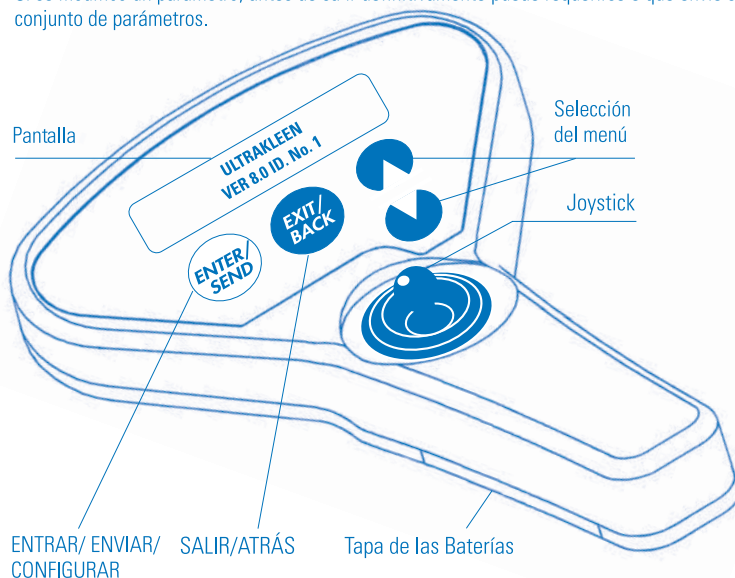 conjunto de parámetros.
Pantalla
Selección
del menú
ULTRAKLEEN
VER 8.0 ID. No. 1
EXIT/
BACK
Joystick
ENTER/
SEND
ENTRAR/ ENVIAR/
CONFIGURAR
SALIR/ATRÁS
Tapa de las Baterías